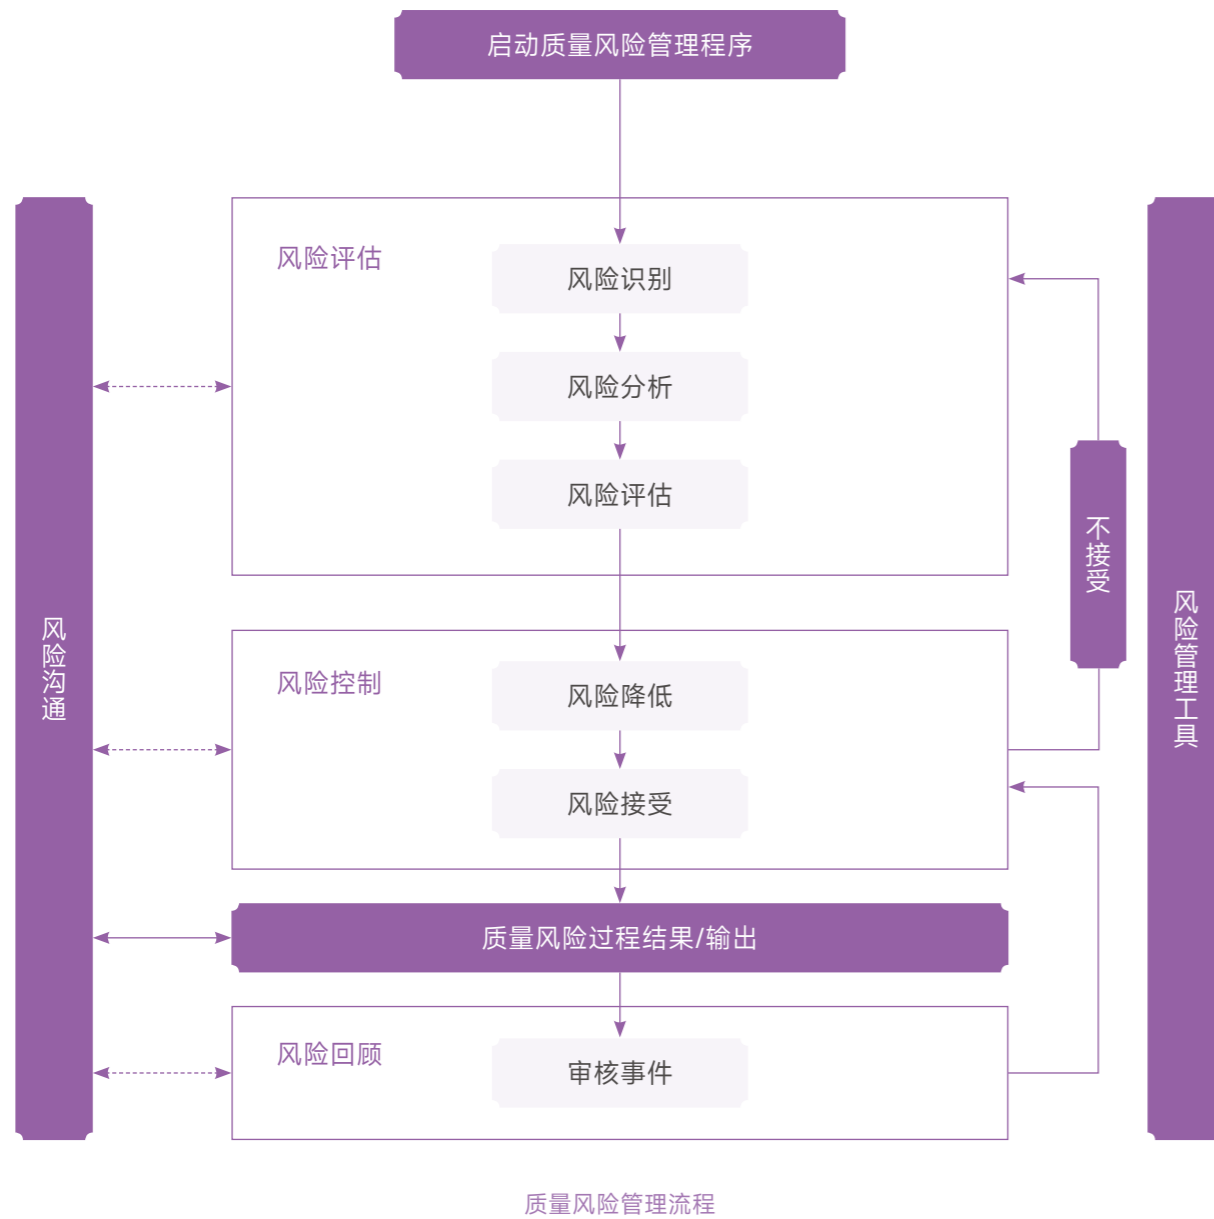 启动质量风险管理程序
风险评估
风险识别
风险分析
风险评估
不接受
风险沟通
风险管理工具
风险控制
风险降低
风险接受
质量风险过程结果/输出
风险回顾
审核事件
质量风险管理流程